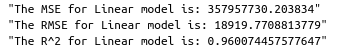 "The MSE for Linear model is: 357957730.203834"
"The RMSE for Linear model is: 18919.7708813779"
"The R^2 for Linear model is: 0.960074457577647"